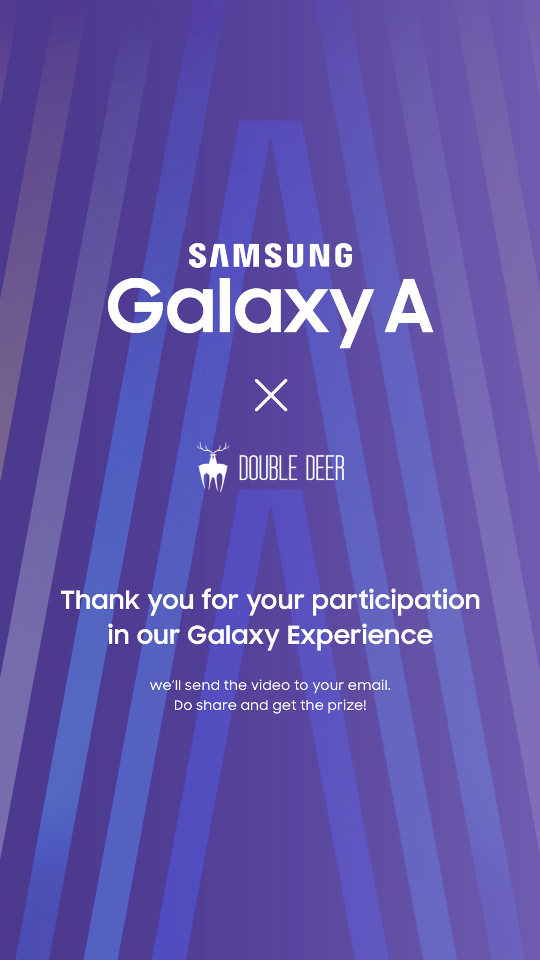 SAMSUNG
Galaxy A
DOUBLE DEER
Thank you for your participation
in our Galaxy Experience
we'll send the video to your email.
Do share and get the prize!